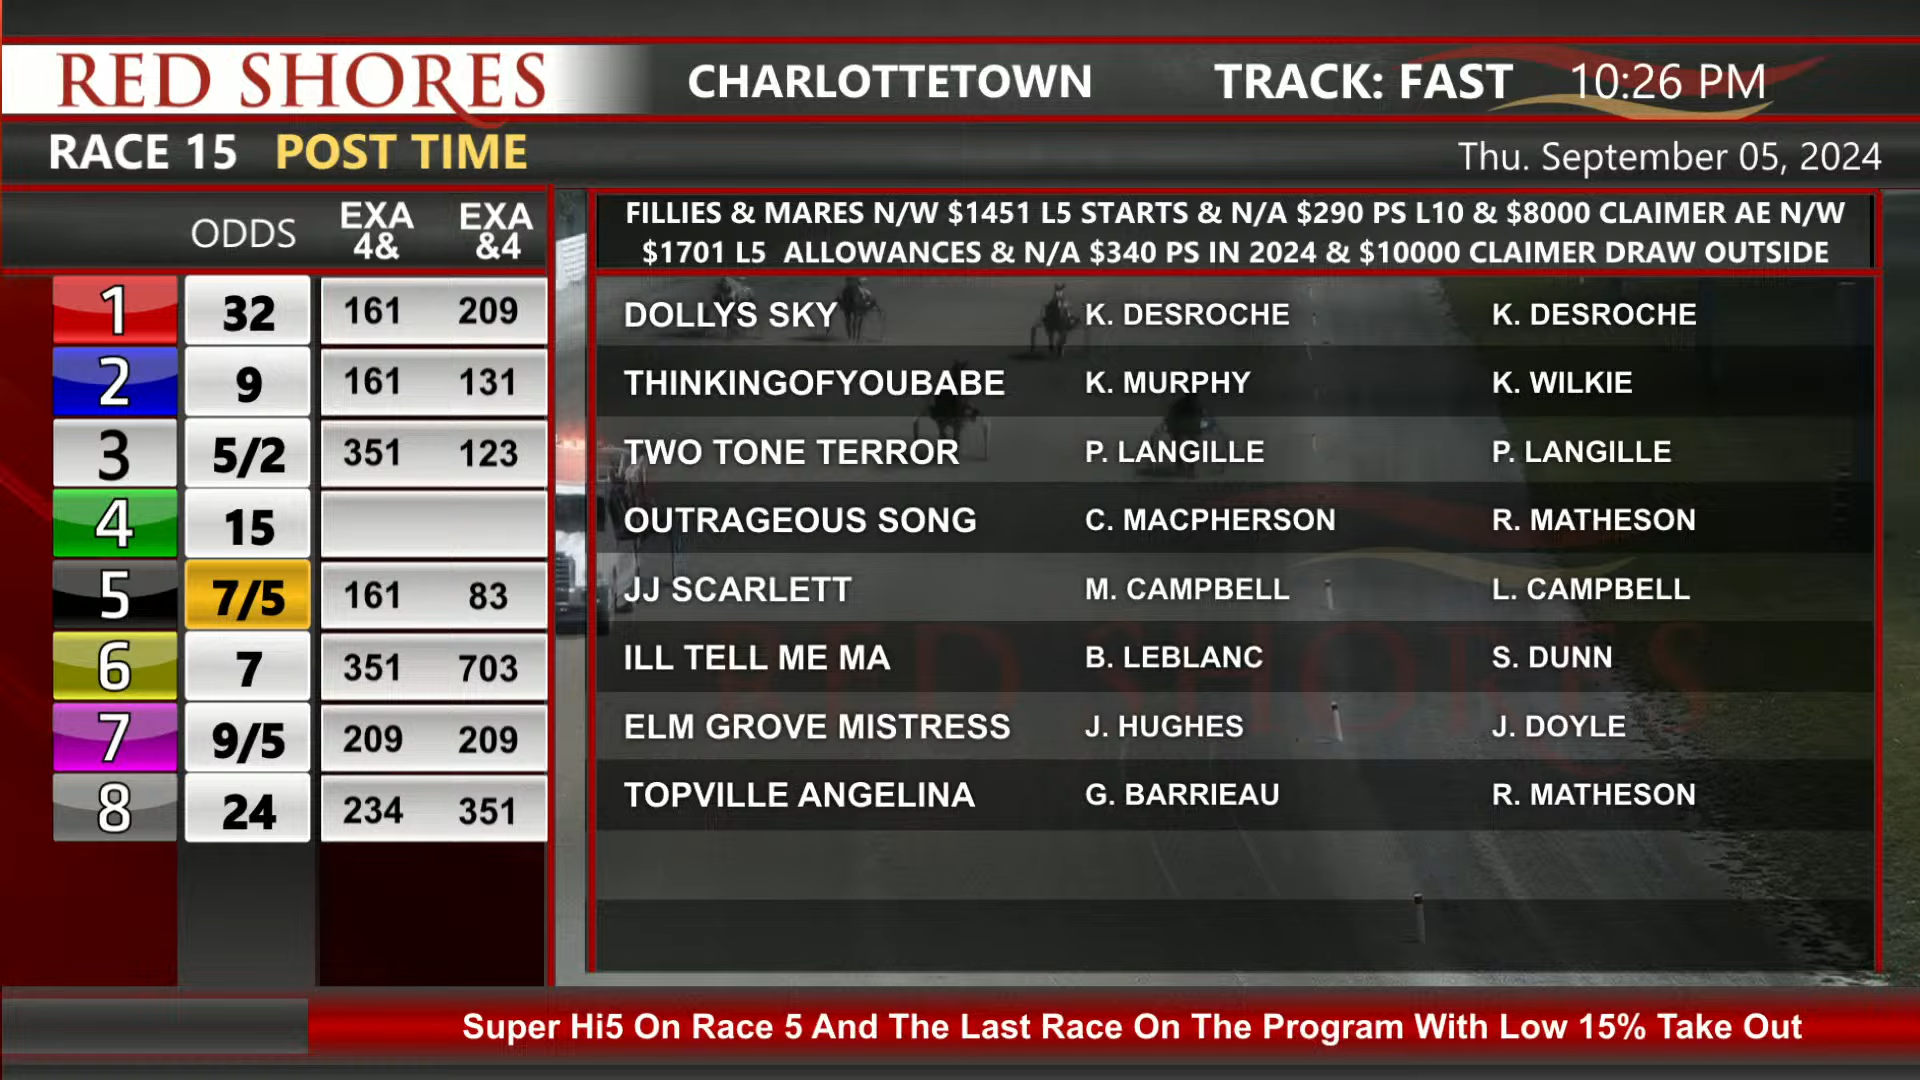 RED SHORES CHARLOTTETOWN TRACK: FAST 10:26 PM
RACE 15 POST TIME Thu. September 05, 2024
ODDS EXA 4& EXA &4
FILLIES & MARES N/W $1451 L5 STARTS & N/A $290 PS L10 & $8000 CLAIMER AE N/W
$1701 L5 ALLOWANCES & N/A $340 PS IN 2024 & $10000 CLAIMER DRAW OUTSIDE
1 32 161 209 DOLLYS SKY K. DESROCHE K. DESROCHE
2 9 161 131 THINKINGOFYOUBABE K. MURPHY K. WILKIE
3 5/2 351 123 TWO TONE TERROR P. LANGILLE P. LANGILLE
4 15 OUTRAGEOUS SONG C. MACPHERSON R. MATHESON
5 7/5 161 83 JJ SCARLETT M. CAMPBELL L. CAMPBELL
6 7 351 703 ILL TELL ME MA B. LEBLANC S. DUNN
7 9/5 209 209 ELM GROVE MISTRESS J. HUGHES J. DOYLE
8 24 234 351 TOPVILLE ANGELINA G. BARRIEAU R. MATHESON
RED SHORES
Super Hi5 On Race 5 And The Last Race On The Program With Low 15% Take Out